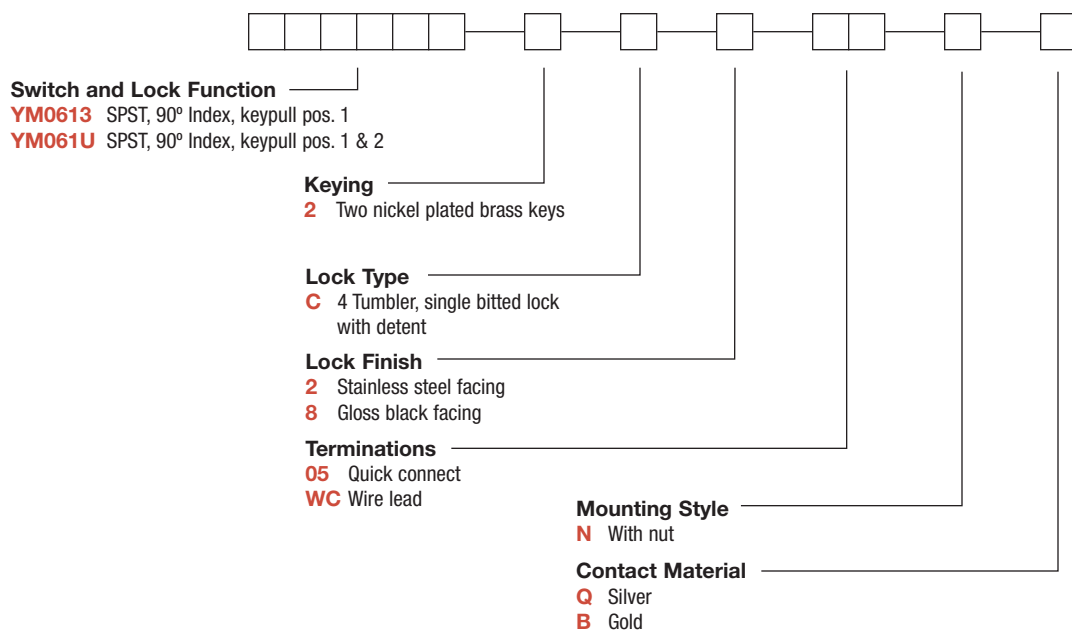 Switch and Lock Function
YM0613 SPST, 90º Index, keypull pos. 1
YM061U SPST, 90º Index, keypull pos. 1 & 2
Keying
2 Two nickel plated brass keys
Lock Type
C 4 Tumbler, single bitted lock
with detent
Lock Finish
2 Stainless steel facing
8 Gloss black facing
Terminations
05 Quick connect
WC Wire lead
Mounting Style
N With nut
Contact Material
Q Silver
B Gold